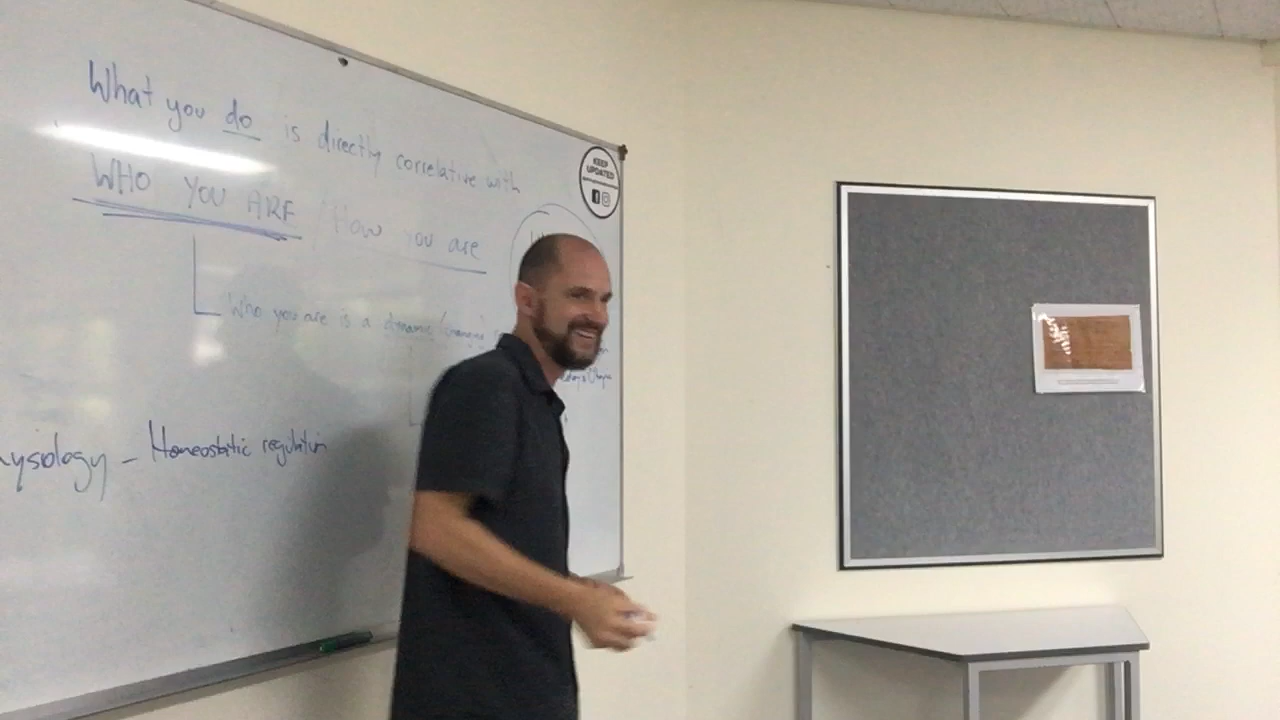 What you do is directly correlative with
WHO YOU ARE / How you are
Who you are is a dynamic (changing)
ysiology - Homeostatic regulation
KEEP
UPDATED